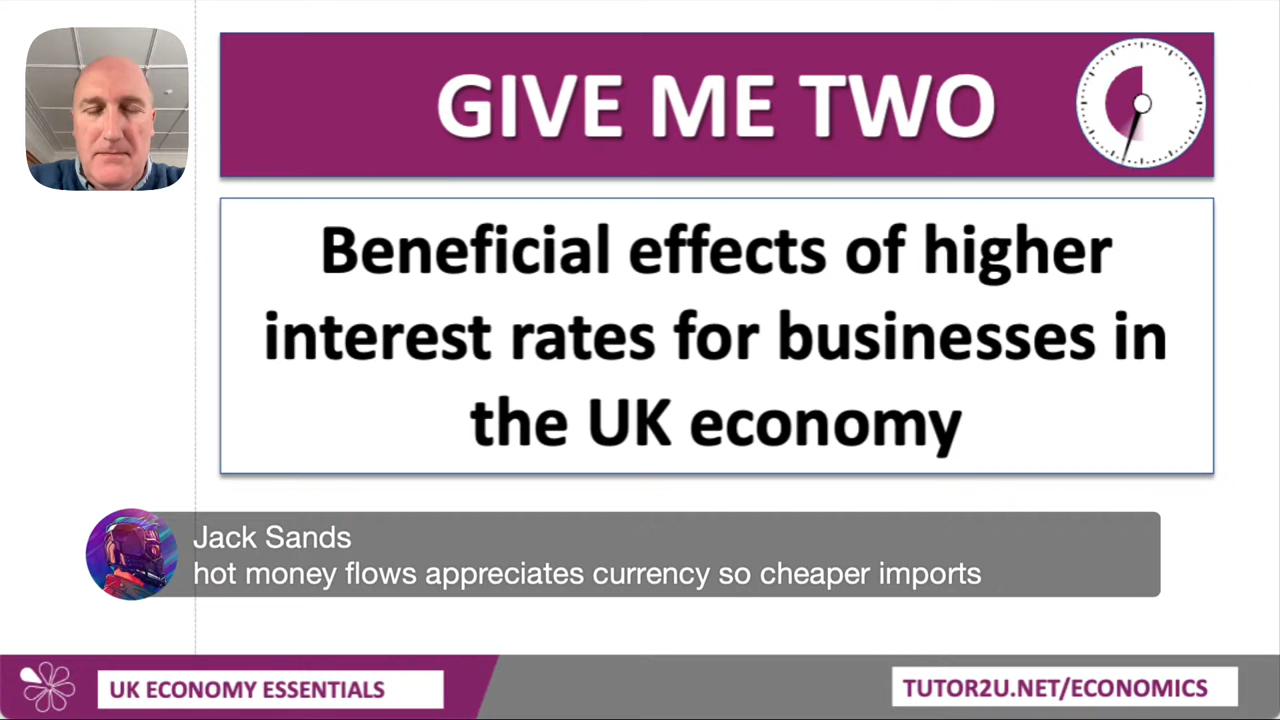 GIVE ME TWO
Beneficial effects of higher
interest rates for businesses in
the UK economy
Jack Sands
hot money flows appreciates currency so cheaper imports
UK ECONOMY ESSENTIALS
TUTOR2U.NET/ECONOMICS